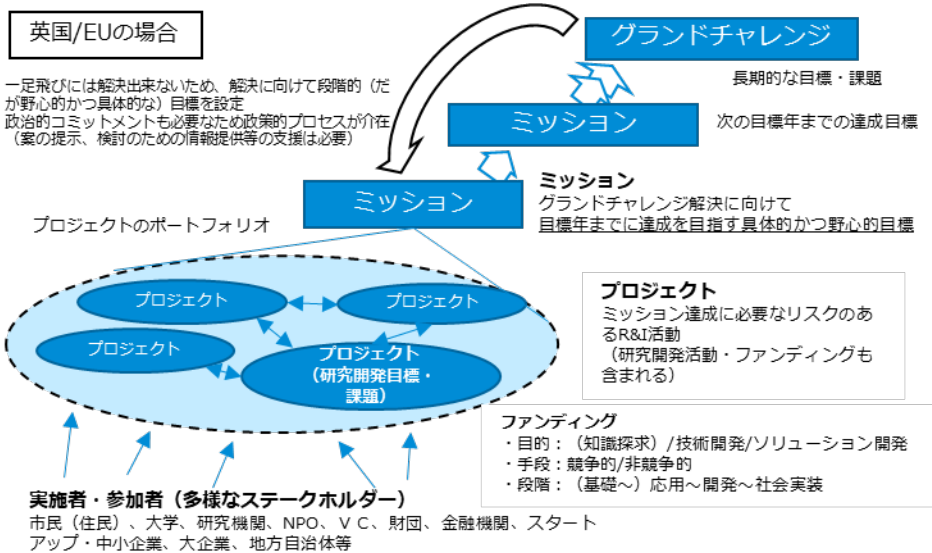 英国/EUの場合
グランドチャレンジ
長期的な目標・課題
一足飛びには解決出来ないため、解決に向けて段階的（だ
が野心的かつ具体的な）目標を設定
政治的コミットメントも必要なため政策的プロセスが介在
（案の提示、検討のための情報提供等の支援は必要）
ミッション
次の目標年までの達成目標
ミッション
ミッション
グランドチャレンジ解決に向けて
目標年までに達成を目指す具体的かつ野心的目標
プロジェクトのポートフォリオ
プロジェクト
プロジェクト
プロジェクト
プロジェクト
（研究開発目標・
課題）
プロジェクト
ミッション達成に必要なリスクのあ
るR&I活動
（研究開発活動・ファンディングも
含まれる）
ファンディング
・目的：（知識探求）/技術開発/ソリューション開発
・手段：競争的/非競争的
・段階：（基礎～）応用～開発～社会実装
実施者・参加者（多様なステークホルダー）
市民（住民）、大学、研究機関、NPO、ＶＣ、財団、金融機関、スタート
アップ・中小企業、大企業、地方自治体等